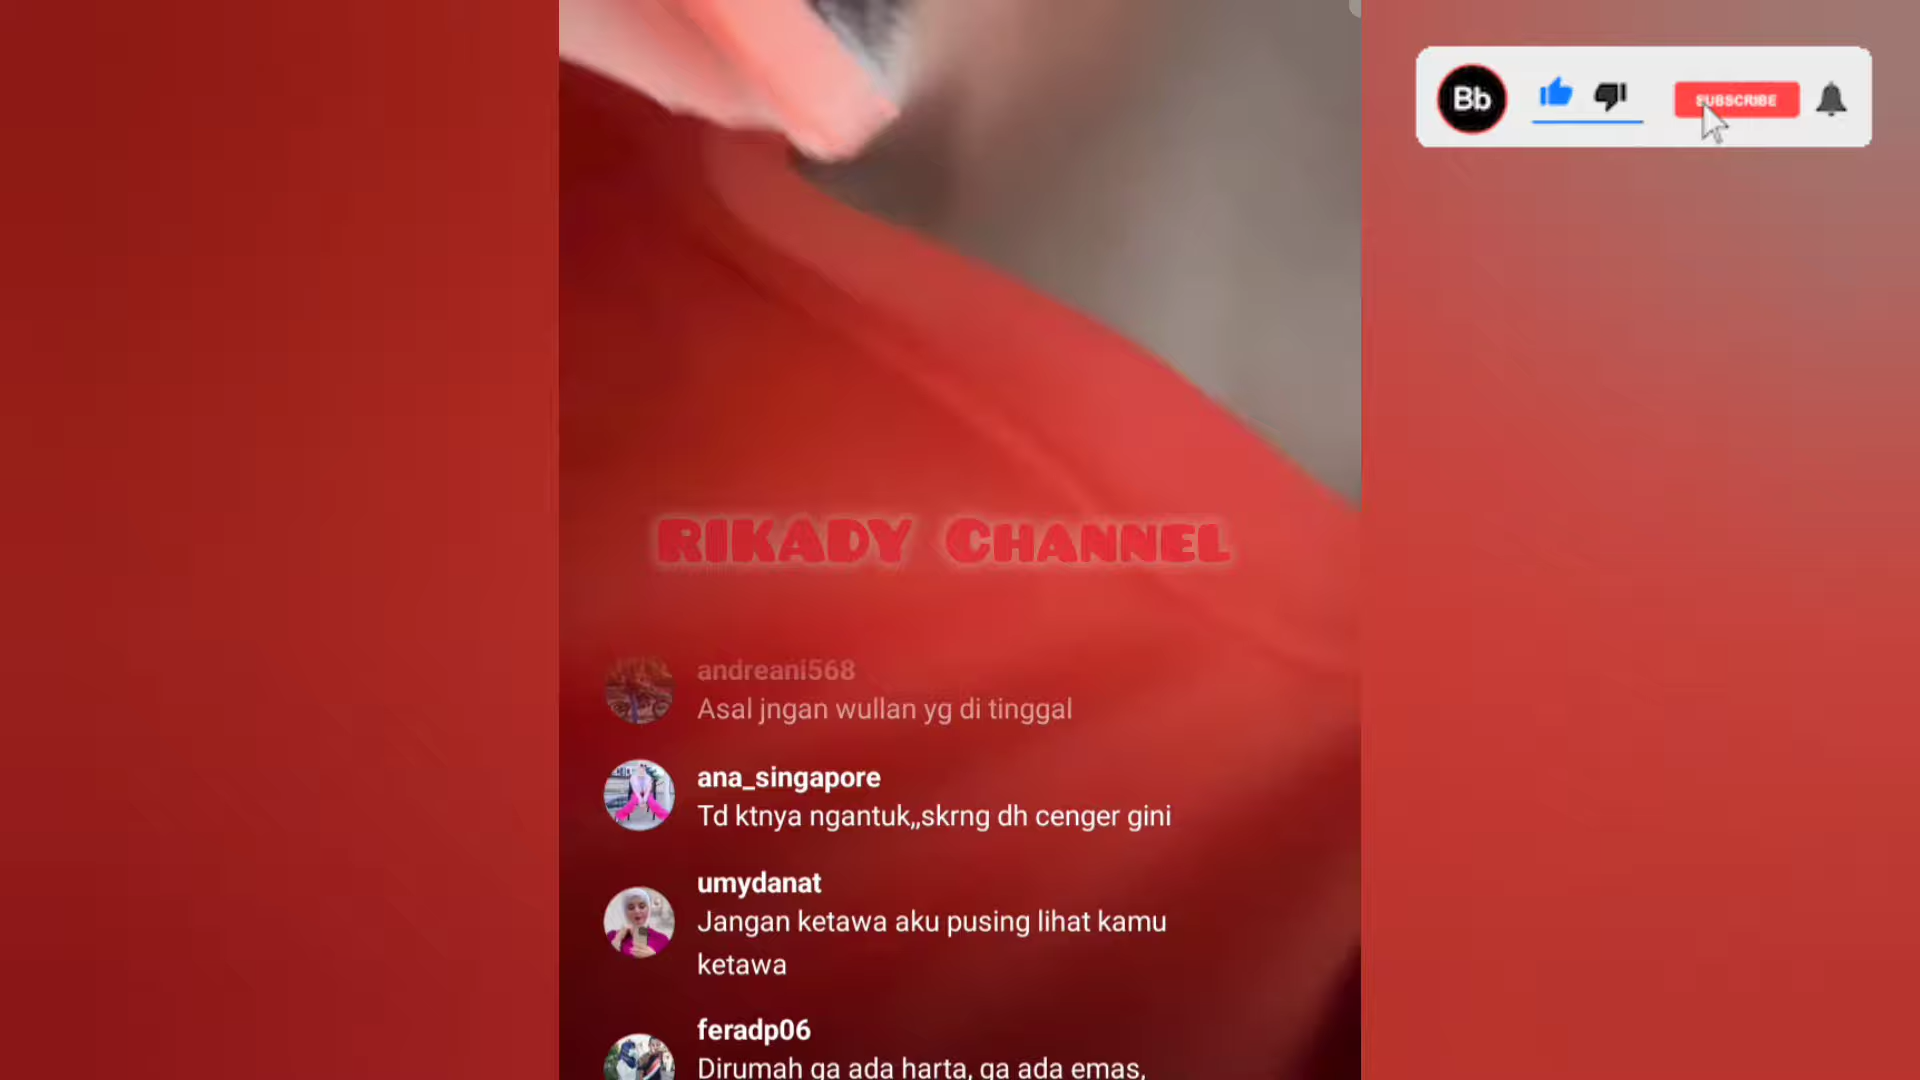 Bb
SUBSCRIBE
RIKADY CHANNEL
andreani568
Asal jngan wullan yg di tinggal
ana_singapore
Td ktnya ngantuk,,skrng dh cenger gini
umydanat
Jangan ketawa aku pusing lihat kamu
ketawa
feradp06
Dirumah ga ada harta, ga ada emas,